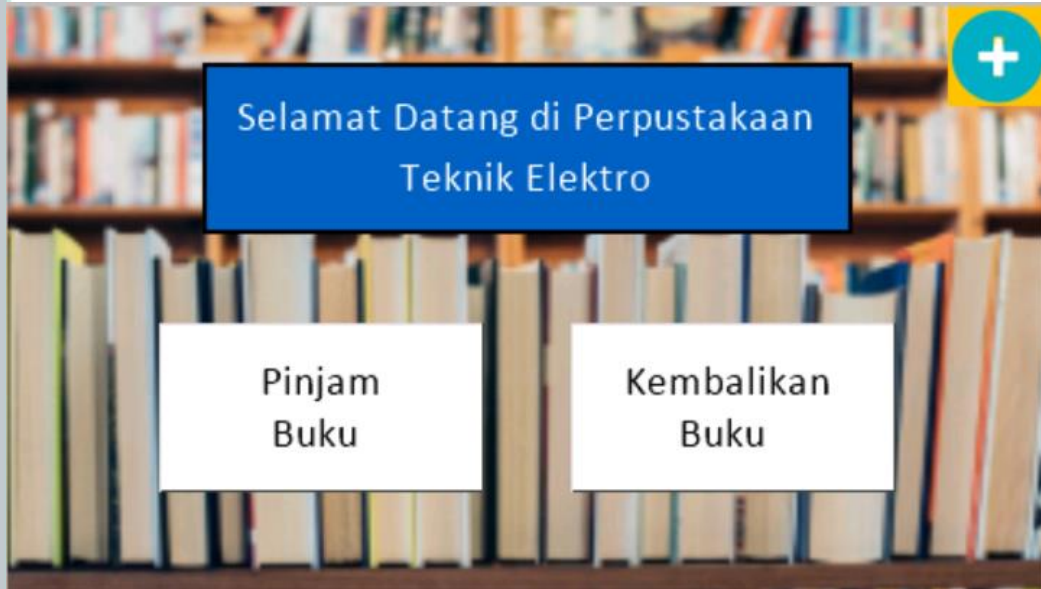 Selamat Datang di Perpustakaan
Teknik Elektro
Pinjam
Buku
Kembalikan
Buku